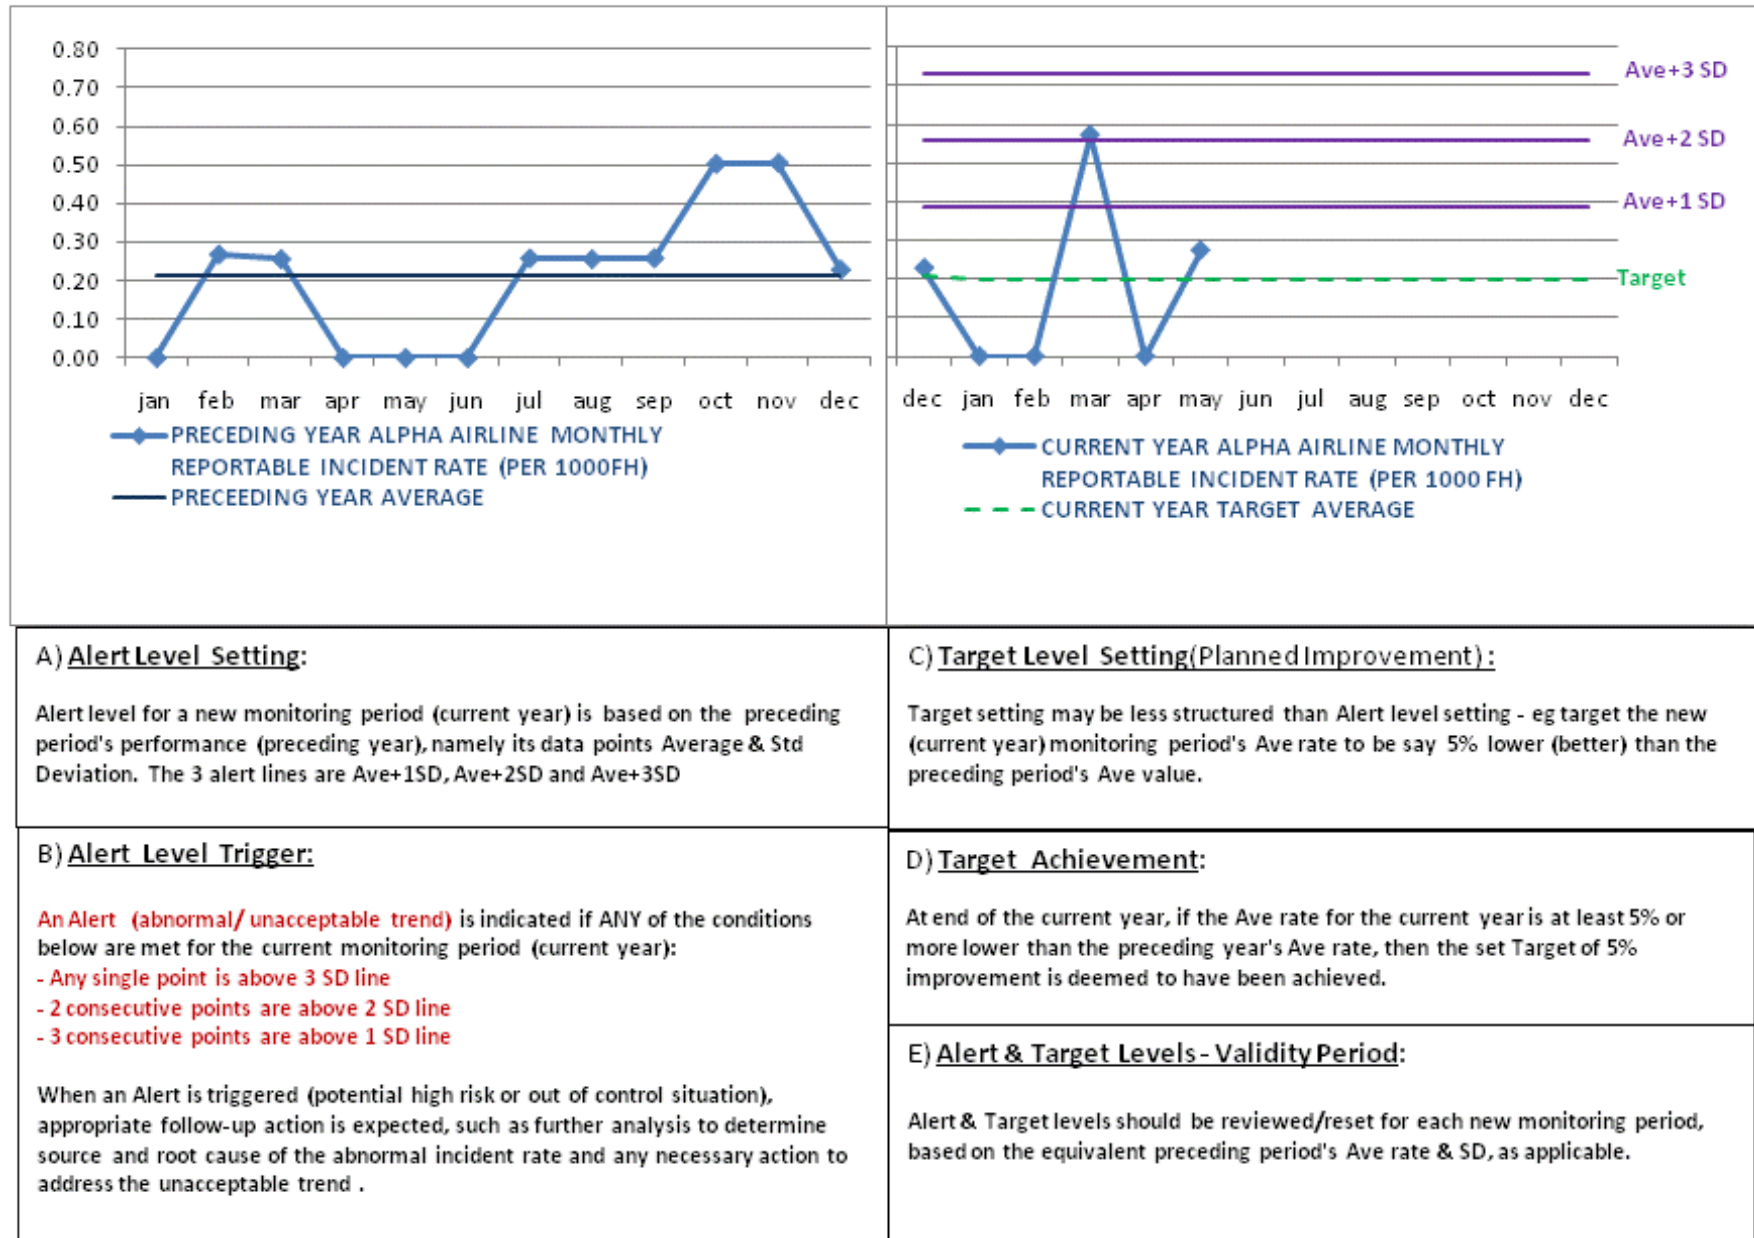 0.80
0.70
0.60
0.50
0.40
0.30
0.20
0.10
0.00
jan feb mar apr may jun jul aug sep oct nov dec
PRECEDING YEAR ALPHA AIRLINE MONTHLY
REPORTABLE INCIDENT RATE (PER 1000FH)
PRECEEDING YEAR AVERAGE
Ave+3 SD
Ave+2 SD
Ave+1 SD
Target
dec jan feb mar apr may jun jul aug sep oct nov dec
CURRENT YEAR ALPHA AIRLINE MONTHLY
REPORTABLE INCIDENT RATE (PER 1000 FH)
CURRENT YEAR TARGET AVERAGE
A) Alert Level Setting:
Alert level for a new monitoring period (current year) is based on the preceding
period's performance (preceding year), namely its data points Average & Std
Deviation. The 3 alert lines are Ave+1SD, Ave+2SD and Ave+3SD
B) Alert Level Trigger:
An Alert (abnormal/ unacceptable trend) is indicated if ANY of the conditions
below are met for the current monitoring period (current year):
- Any single point is above 3 SD line
- 2 consecutive points are above 2 SD line
- 3 consecutive points are above 1 SD line
When an Alert is triggered (potential high risk or out of control situation),
appropriate follow-up action is expected, such as further analysis to determine
source and root cause of the abnormal incident rate and any necessary action to
address the unacceptable trend .
C) Target Level Setting(Planned Improvement) :
Target setting may be less structured than Alert level setting - eg target the new
(current year) monitoring period's Ave rate to be say 5% lower (better) than the
preceding period's Ave value.
D) Target Achievement:
At end of the current year, if the Ave rate for the current year is at least 5% or
more lower than the preceding year's Ave rate, then the set Target of 5%
improvement is deemed to have been achieved.
E) Alert & Target Levels - Validity Period:
Alert & Target levels should be reviewed/reset for each new monitoring period,
based on the equivalent preceding period's Ave rate & SD, as applicable.